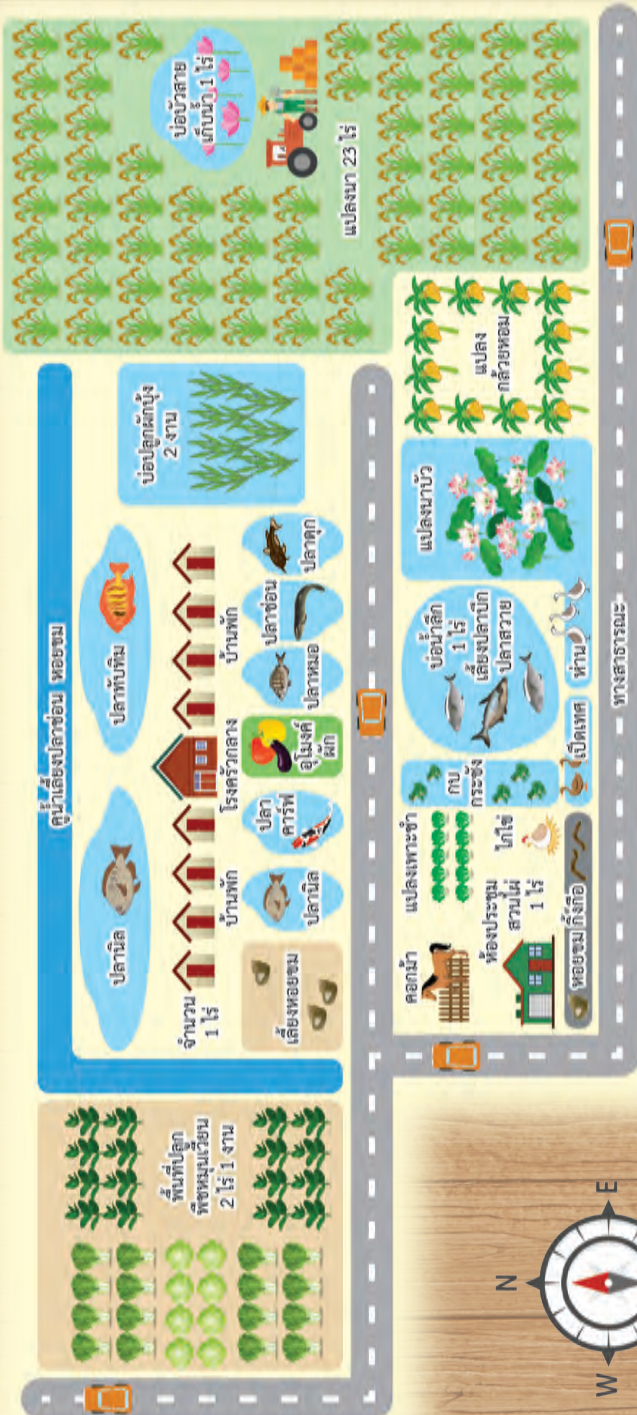 คูน้ำเลี้ยงปลาช่อน หอยขม
พื้นที่ปลูก
พืชหมุนเวียน
2 ไร่ 1 งาน
ปลานิล
ปลาทับทิม
บ่อปลูกผักบุ้ง
2 งาน
บ่อบัวสาย
เก็บน้ำ 1 ไร่
แปลงนา 23 ไร่
จำนวน
1 ไร่
บ้านพัก
โรงครัวกลาง
บ้านพัก
เลี้ยงหอยขม
ปลานิล
ปลา
คาร์ฟ
อุโมงค์
ผัก
ปลาหมอ
ปลาช่อน
ปลาดุก
คอกม้า
แปลงเพาะชำ
กบ
กระชัง
บ่อน้ำลึก
1 ไร่
เลี้ยงปลาบึก
ปลาสวาย
แปลงนาบัว
แปลง
กล้วยหอม
ห้องประชุม
สวนไผ่
1 ไร่
ไก่ไข่
หอยขม กิ้งกือ
เป็ดเทศ
ห่าน
ทางสาธารณะ
N
W
E